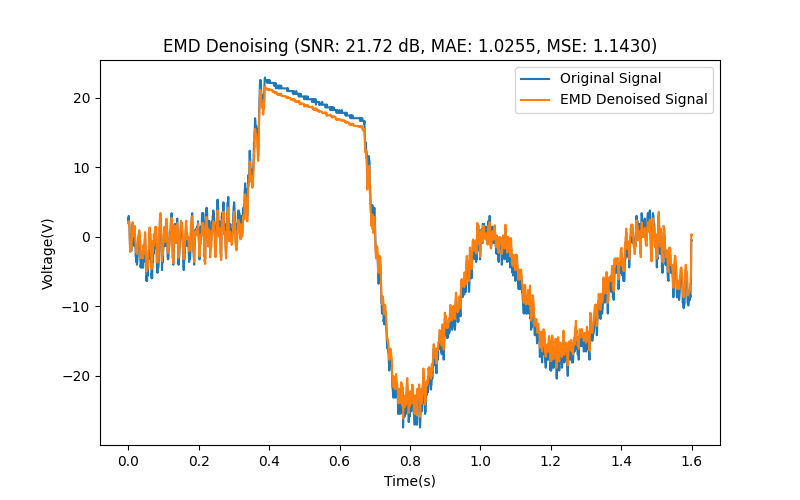 EMD Denoising (SNR: 21.72 dB, MAE: 1.0255, MSE: 1.1430)
Original Signal
EMD Denoised Signal
Voltage(V)
20
10
0
−10
−20
0.0 0.2 0.4 0.6 0.8 1.0 1.2 1.4 1.6
Time(s)